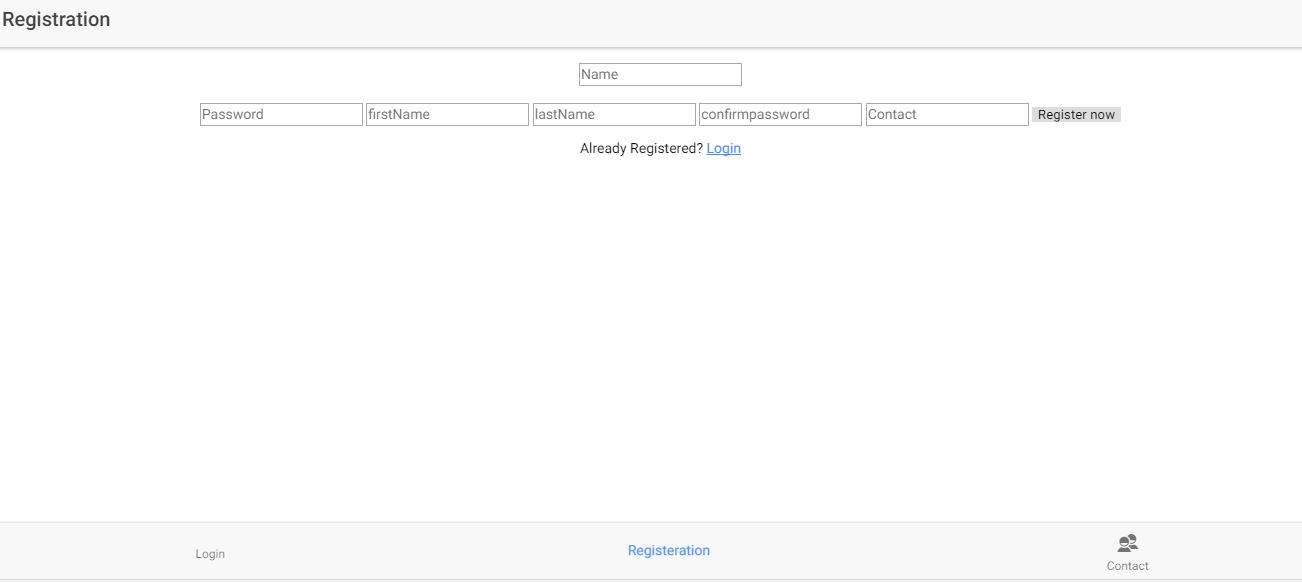 Registration
Name
Password firstName lastName confirmpassword Contact Register now
Already Registered? Login
Login Registeration Contact